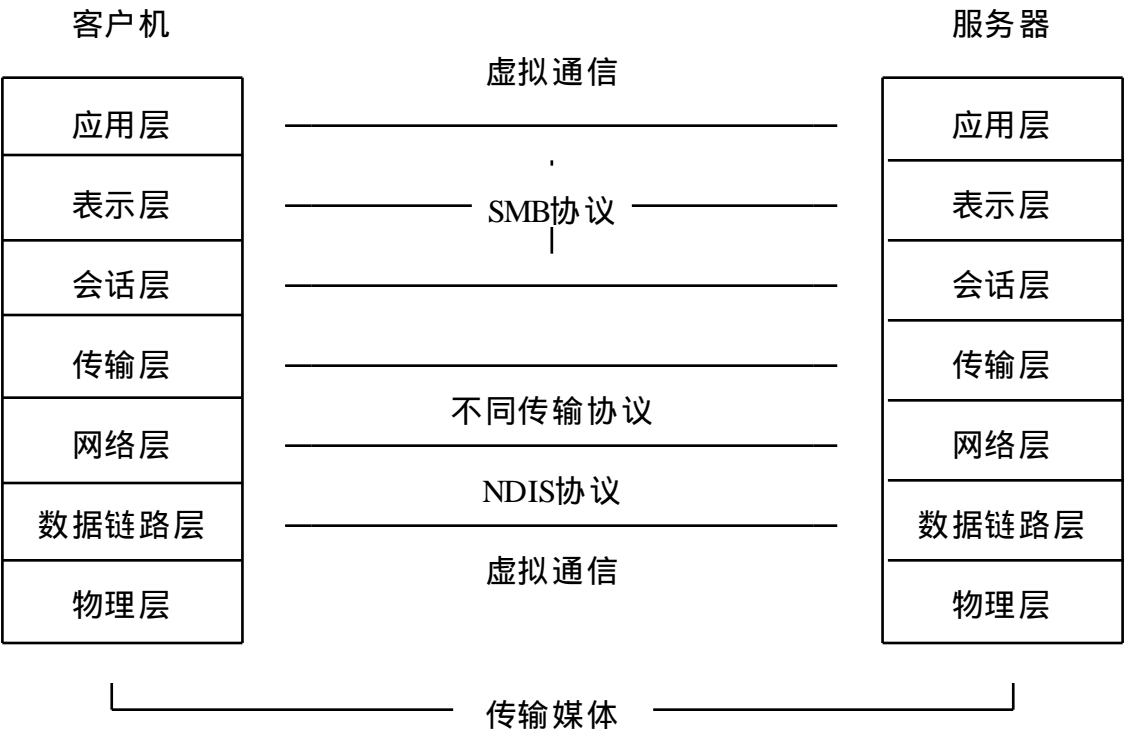 客户机
服务器
虚拟通信
应用层
应用层
表示层
SMB协议
表示层
会话层
会话层
传输层
传输层
不同传输协议
网络层
网络层
NDIS协议
数据链路层
数据链路层
虚拟通信
物理层
物理层
传输媒体